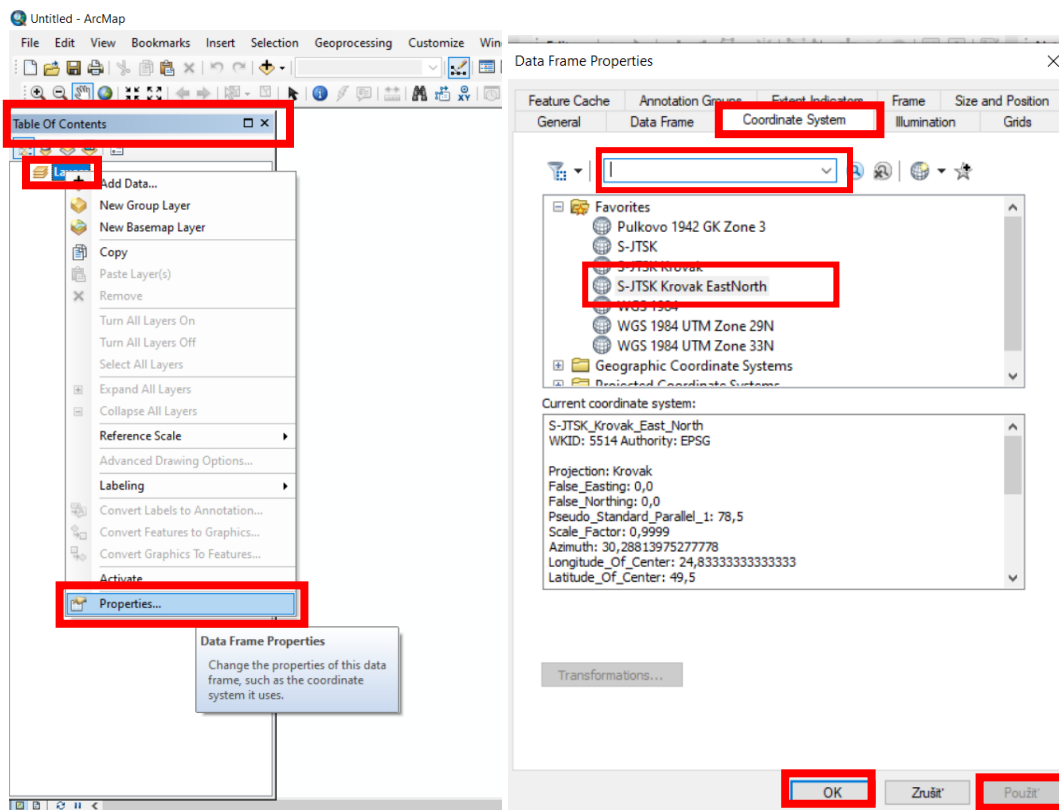 Untitled - ArcMap
File Edit View Bookmarks Insert Selection Geoprocessing Customize Win
Table Of Contents
Layers
Add Data...
New Group Layer
New Basemap Layer
Copy
Paste Layer(s)
Remove
Turn All Layers On
Turn All Layers Off
Select All Layers
Expand All Layers
Collapse All Layers
Reference Scale
Advanced Drawing Options...
Labeling
Convert Labels to Annotation...
Convert Features to Graphics...
Convert Graphics To Features...
Activate
Properties...
Data Frame Properties
Change the properties of this data
frame, such as the coordinate
system it uses.
Data Frame Properties
Feature Cache Annotation Groups Extent Indicators Frame Size and Position
General Data Frame Coordinate System Illumination Grids
Favorites
Pulkovo 1942 GK Zone 3
S-JTSK
S-JTSK Krovak
S-JTSK Krovak EastNorth
WGS 1984
WGS 1984 UTM Zone 29N
WGS 1984 UTM Zone 33N
Geographic Coordinate Systems
Projected Coordinate Systems
Current coordinate system:
S-JTSK_Krovak_East_North
WKID: 5514 Authority: EPSG
Projection: Krovak
False_Easting: 0,0
False_Northing: 0,0
Pseudo_Standard_Parallel_1: 78,5
Scale_Factor: 0,9999
Azimuth: 30,28813975277778
Longitude_Of_Center: 24,83333333333333
Latitude_Of_Center: 49,5
Transformations...
OK Zrušiť Použiť